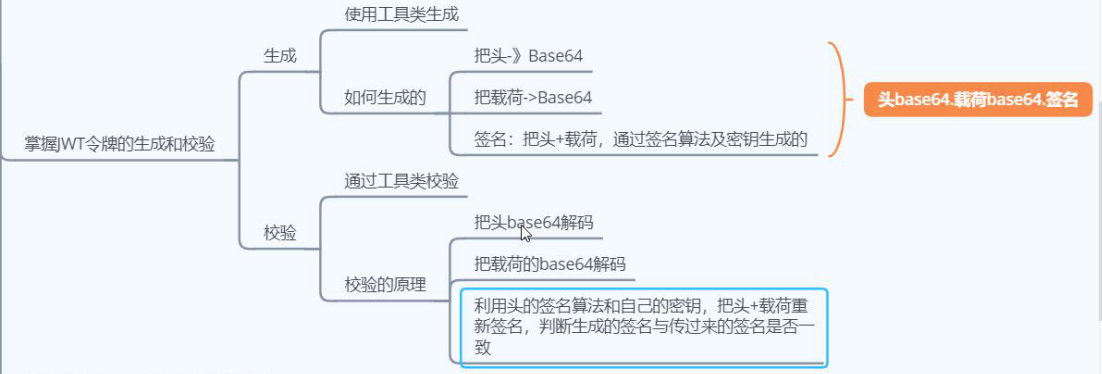 掌握JWT令牌的生成和校验
生成
使用工具类生成
如何生成的
把头-》Base64
把载荷->Base64
签名：把头+载荷，通过签名算法及密钥生成的
头base64.载荷base64.签名
校验
通过工具类校验
校验的原理
把头base64解码
把载荷的base64解码
利用头的签名算法和自己的密钥，把头+载荷重
新签名，判断生成的签名与传过来的签名是否一
致